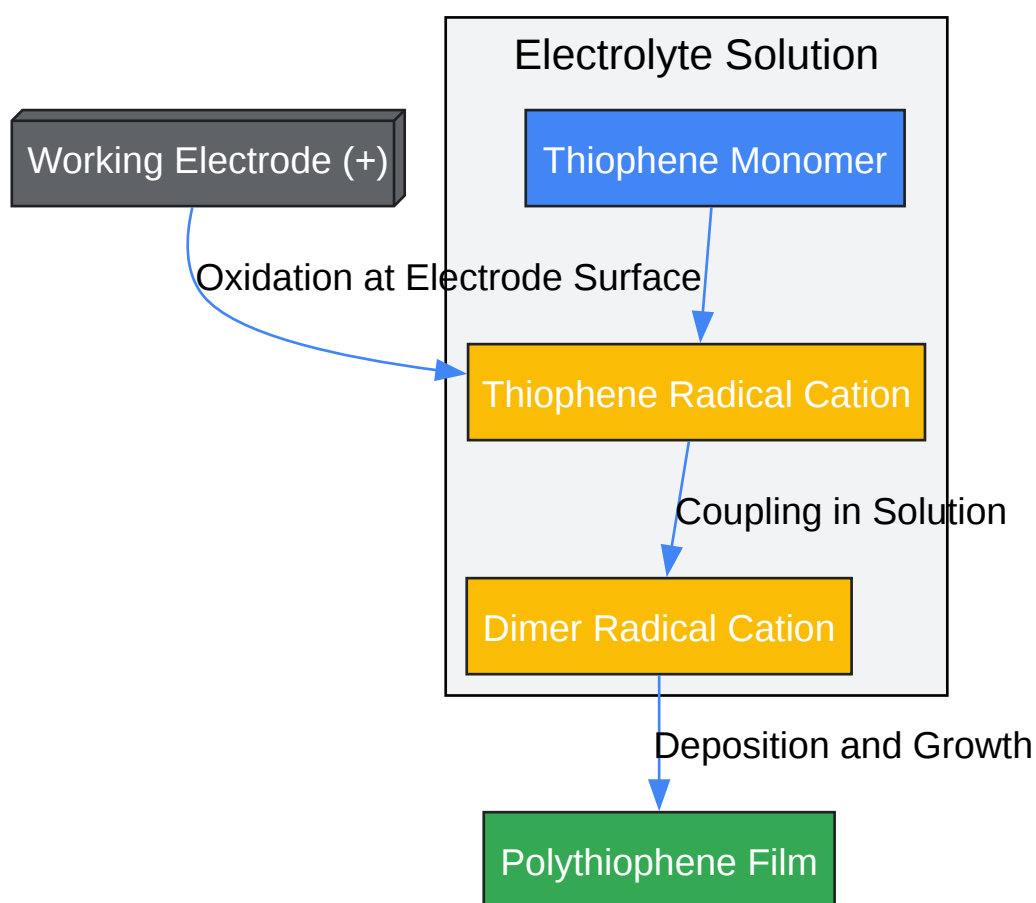 Electrolyte Solution
Working Electrode (+)
Thiophene Monomer
Oxidation at Electrode Surface
Thiophene Radical Cation
Coupling in Solution
Dimer Radical Cation
Deposition and Growth
Polythiophene Film